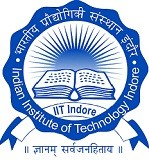 भारतीय प्रौद्योगिकी संस्थान इंदौर
Indian Institute of Technology Indore
IIT Indore
॥ ज्ञानम् सर्वजनहिताय ॥